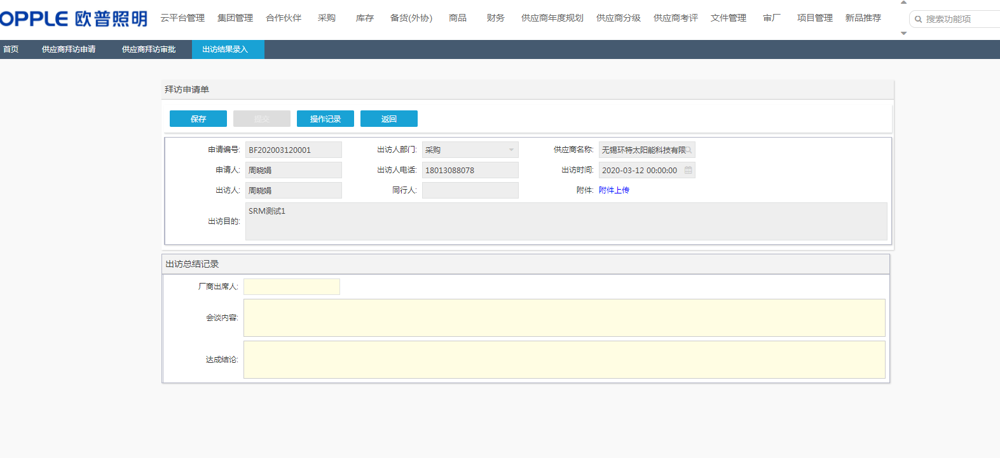 OPPLE 欧普照明 云平台管理 集团管理 合作伙伴 采购 库存 备货(外协) 商品 财务 供应商年度规划 供应商分级 供应商考评 文件管理 审厂 项目管理 新品推荐 搜索功能项
首页 供应商拜访申请 供应商拜访审批 出访结果录入
拜访申请单
保存 提交 操作记录 返回
申请编号: BF202003120001 出访人部门: 采购 供应商名称: 无锡环特太阳能科技有限
申请人: 周晓娟 出访人电话: 18013088078 出访时间: 2020-03-12 00:00:00
出访人: 周晓娟 同行人: 附件: 附件上传
出访目的: SRM测试1
出访总结记录
厂商出席人:
会谈内容:
达成结论: